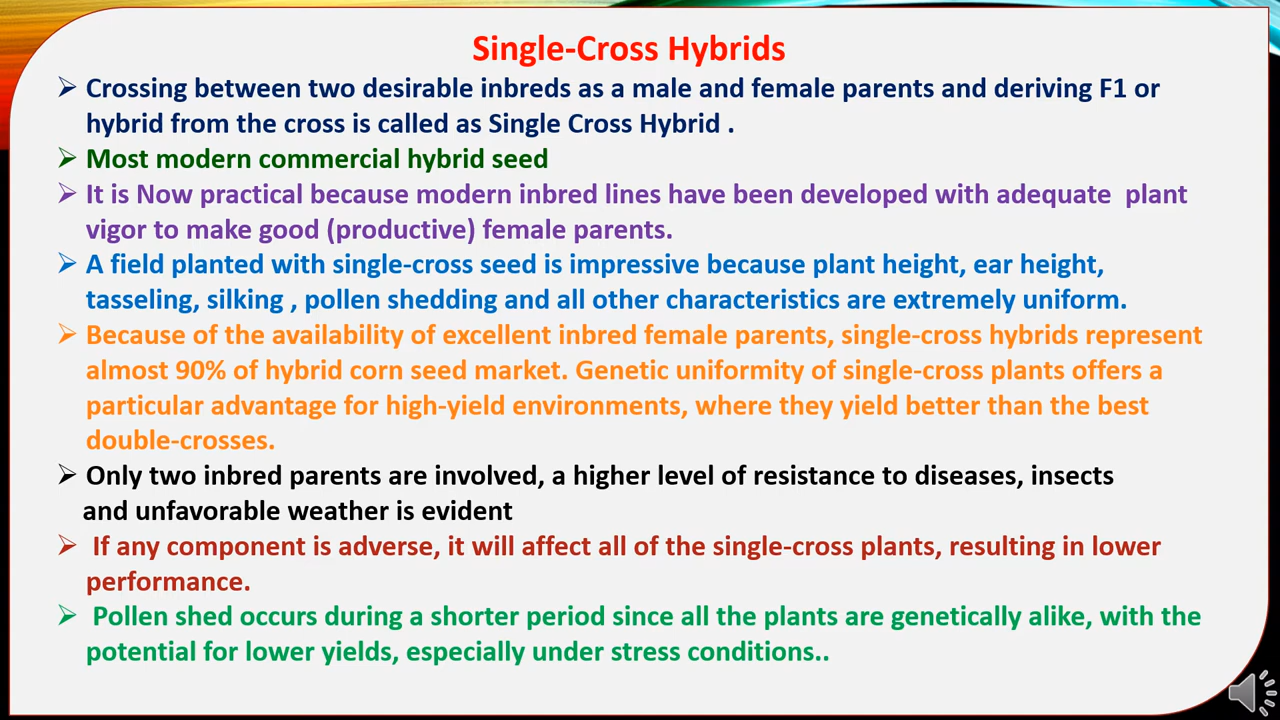 Single-Cross Hybrids
➢ Crossing between two desirable inbreds as a male and female parents and deriving F1 or
hybrid from the cross is called as Single Cross Hybrid .
➢ Most modern commercial hybrid seed
➢ It is Now practical because modern inbred lines have been developed with adequate  plant
vigor to make good (productive) female parents.
➢ A field planted with single-cross seed is impressive because plant height, ear height,
tasseling, silking , pollen shedding and all other characteristics are extremely uniform.
➢ Because of the availability of excellent inbred female parents, single-cross hybrids represent
almost 90% of hybrid corn seed market. Genetic uniformity of single-cross plants offers a
particular advantage for high-yield environments, where they yield better than the best
double-crosses.
➢ Only two inbred parents are involved, a higher level of resistance to diseases, insects
and unfavorable weather is evident
➢ If any component is adverse, it will affect all of the single-cross plants, resulting in lower
performance.
➢ Pollen shed occurs during a shorter period since all the plants are genetically alike, with the
potential for lower yields, especially under stress conditions..